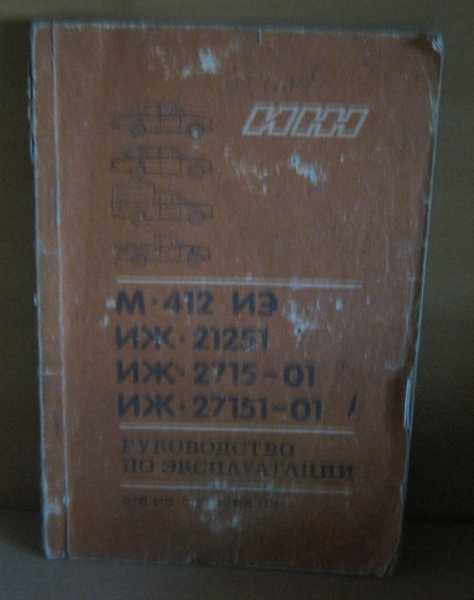 ИЖ
М·412 ИЭ
ИЖ·21251
ИЖ·2715-01
ИЖ·27151-01
РУКОВОДСТВО
ПО ЭКСПЛУАТАЦИИ